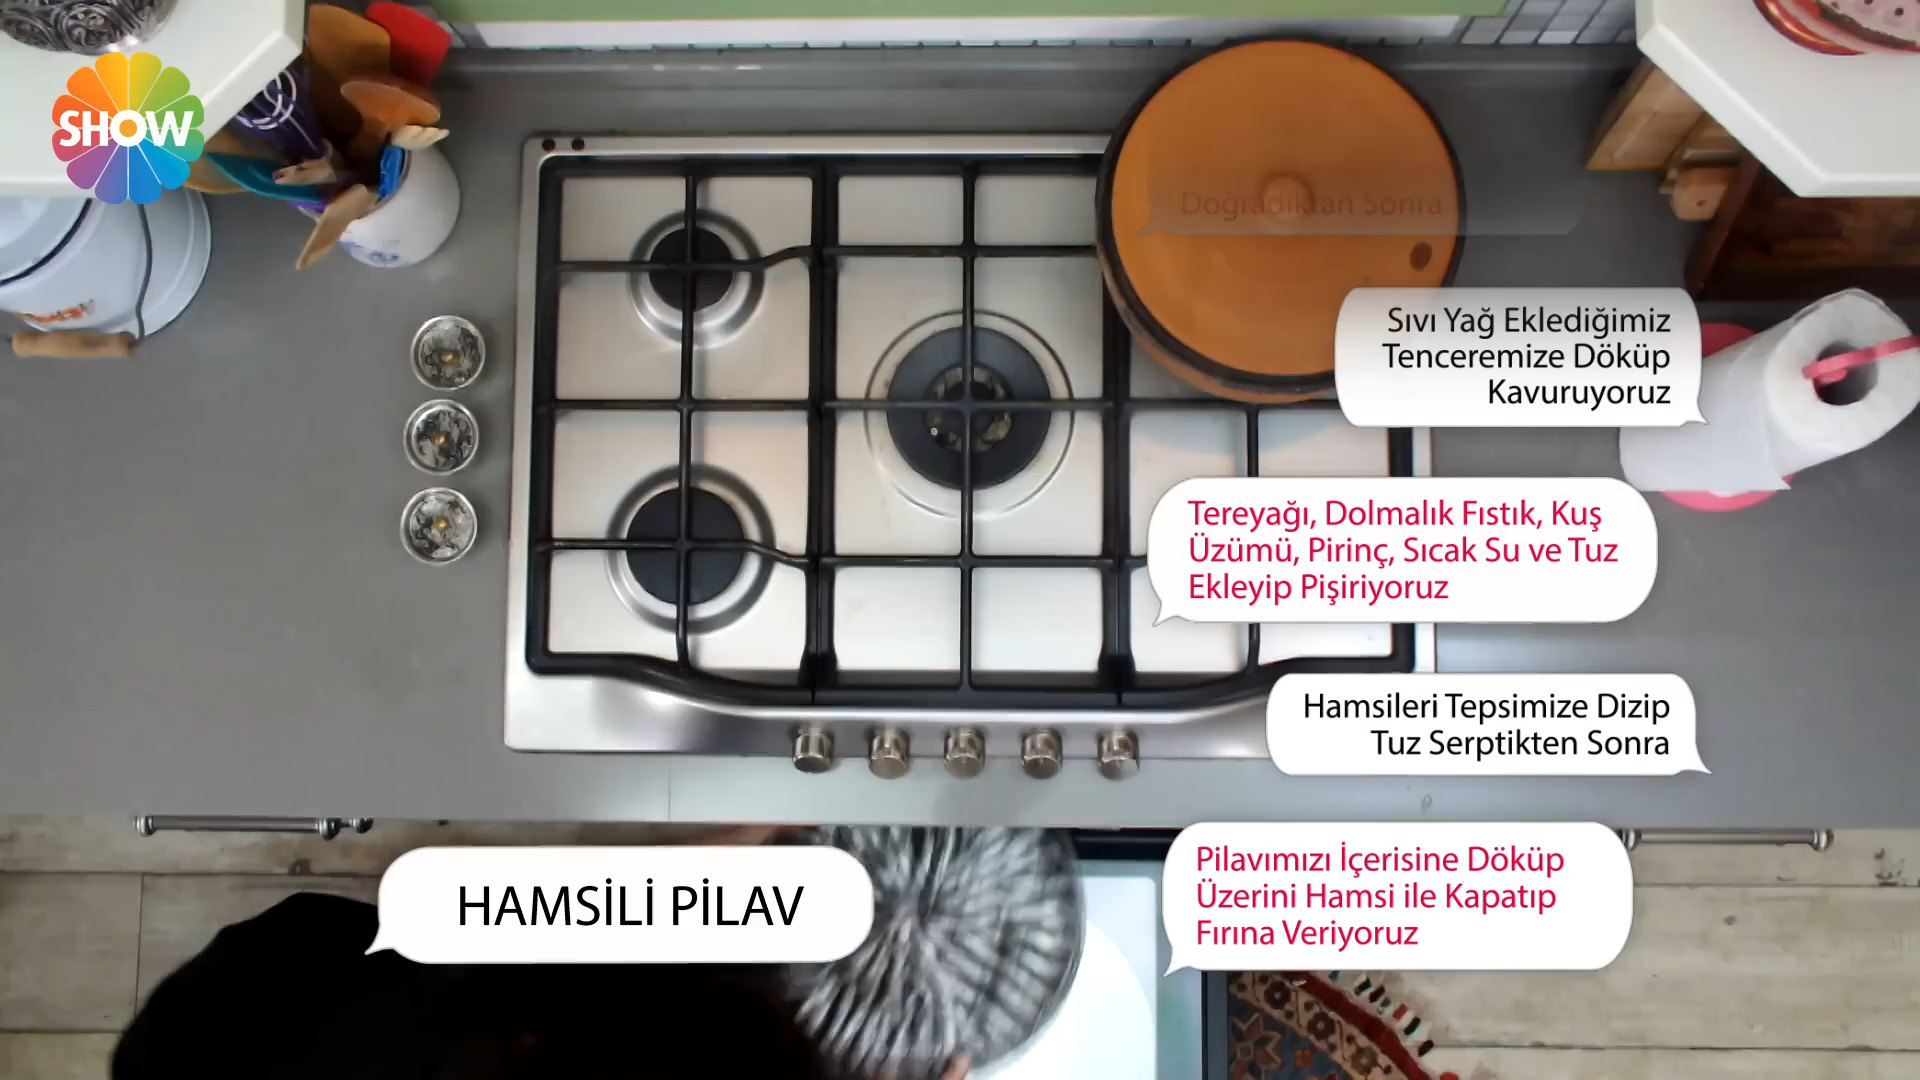 SHOW
Doğradıktan Sonra
Sıvı Yağ Eklediğimiz
Tenceremize Döküp
Kavuruyoruz
Tereyağı, Dolmalık Fıstık, Kuş
Üzümü, Pirinç, Sıcak Su ve Tuz
Ekleyip Pişiriyoruz
Hamsileri Tepsimize Dizip
Tuz Serptikten Sonra
Pilavımızı İçerisine Döküp
Üzerini Hamsi ile Kapatıp
Fırına Veriyoruz
HAMSİLİ PİLAV